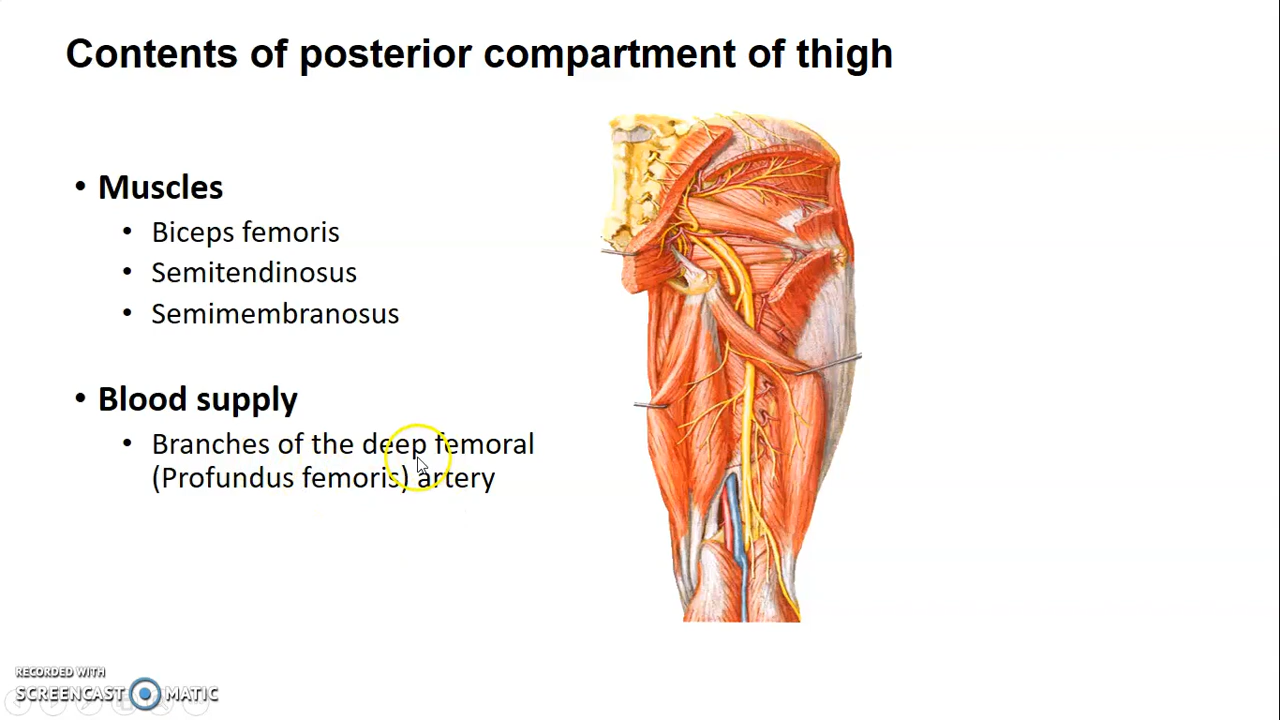 Contents of posterior compartment of thigh
• Muscles
• Biceps femoris
• Semitendinosus
• Semimembranosus
• Blood supply
• Branches of the deep femoral
(Profundus femoris) artery
RECORDED WITH
SCREENCAST MATIC